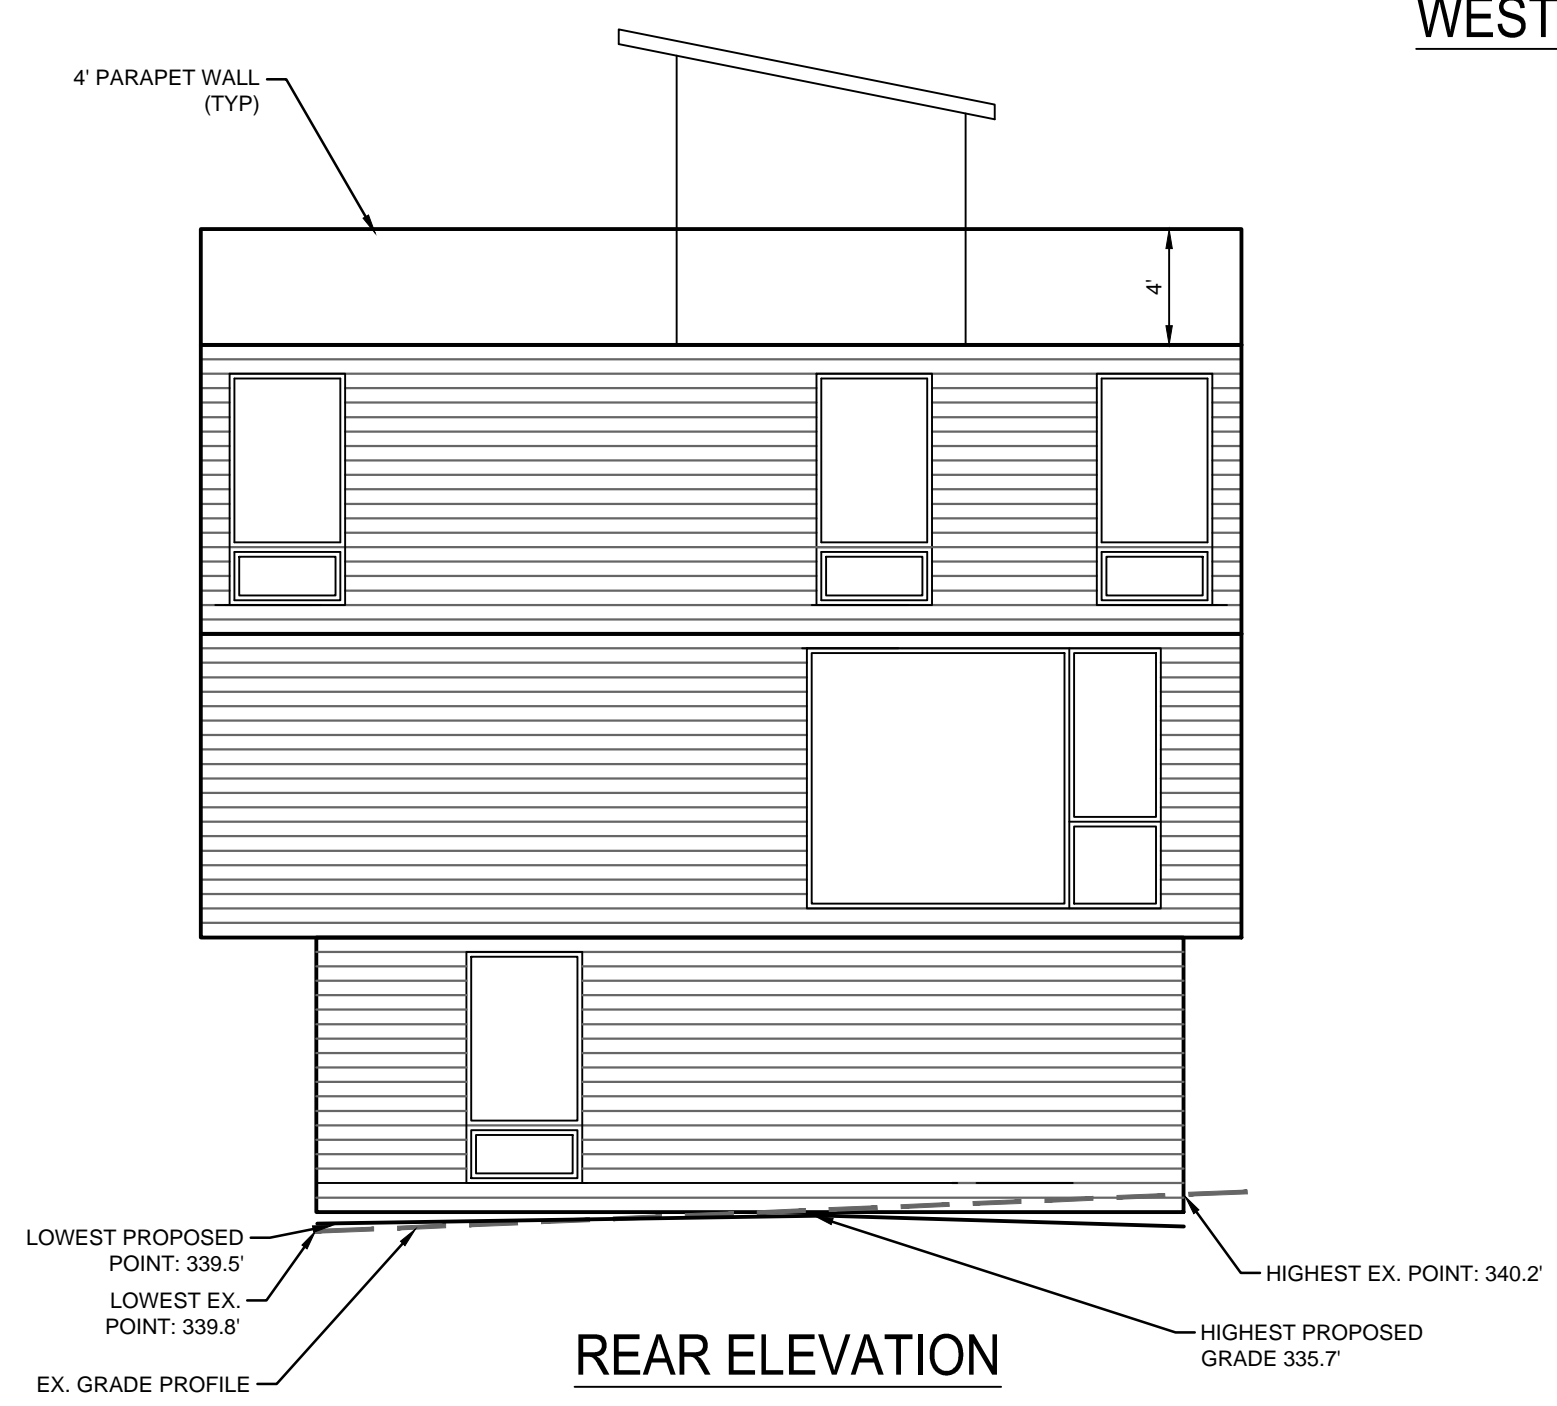 WEST
4' PARAPET WALL
(TYP)
4'
LOWEST PROPOSED
POINT: 339.5'
LOWEST EX.
POINT: 339.8'
EX. GRADE PROFILE
HIGHEST EX. POINT: 340.2'
HIGHEST PROPOSED
GRADE 335.7'
REAR ELEVATION